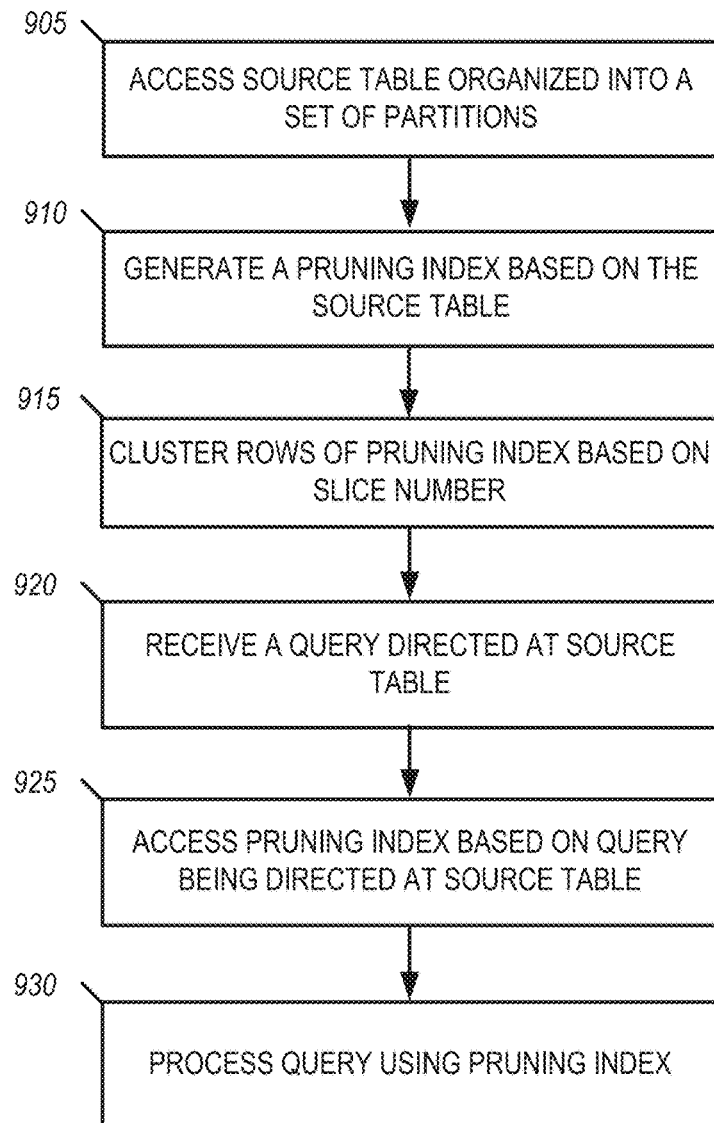 905
ACCESS SOURCE TABLE ORGANIZED INTO A
SET OF PARTITIONS
910
GENERATE A PRUNING INDEX BASED ON THE
SOURCE TABLE
915
CLUSTER ROWS OF PRUNING INDEX BASED ON
SLICE NUMBER
920
RECEIVE A QUERY DIRECTED AT SOURCE
TABLE
925
ACCESS PRUNING INDEX BASED ON QUERY
BEING DIRECTED AT SOURCE TABLE
930
PROCESS QUERY USING PRUNING INDEX